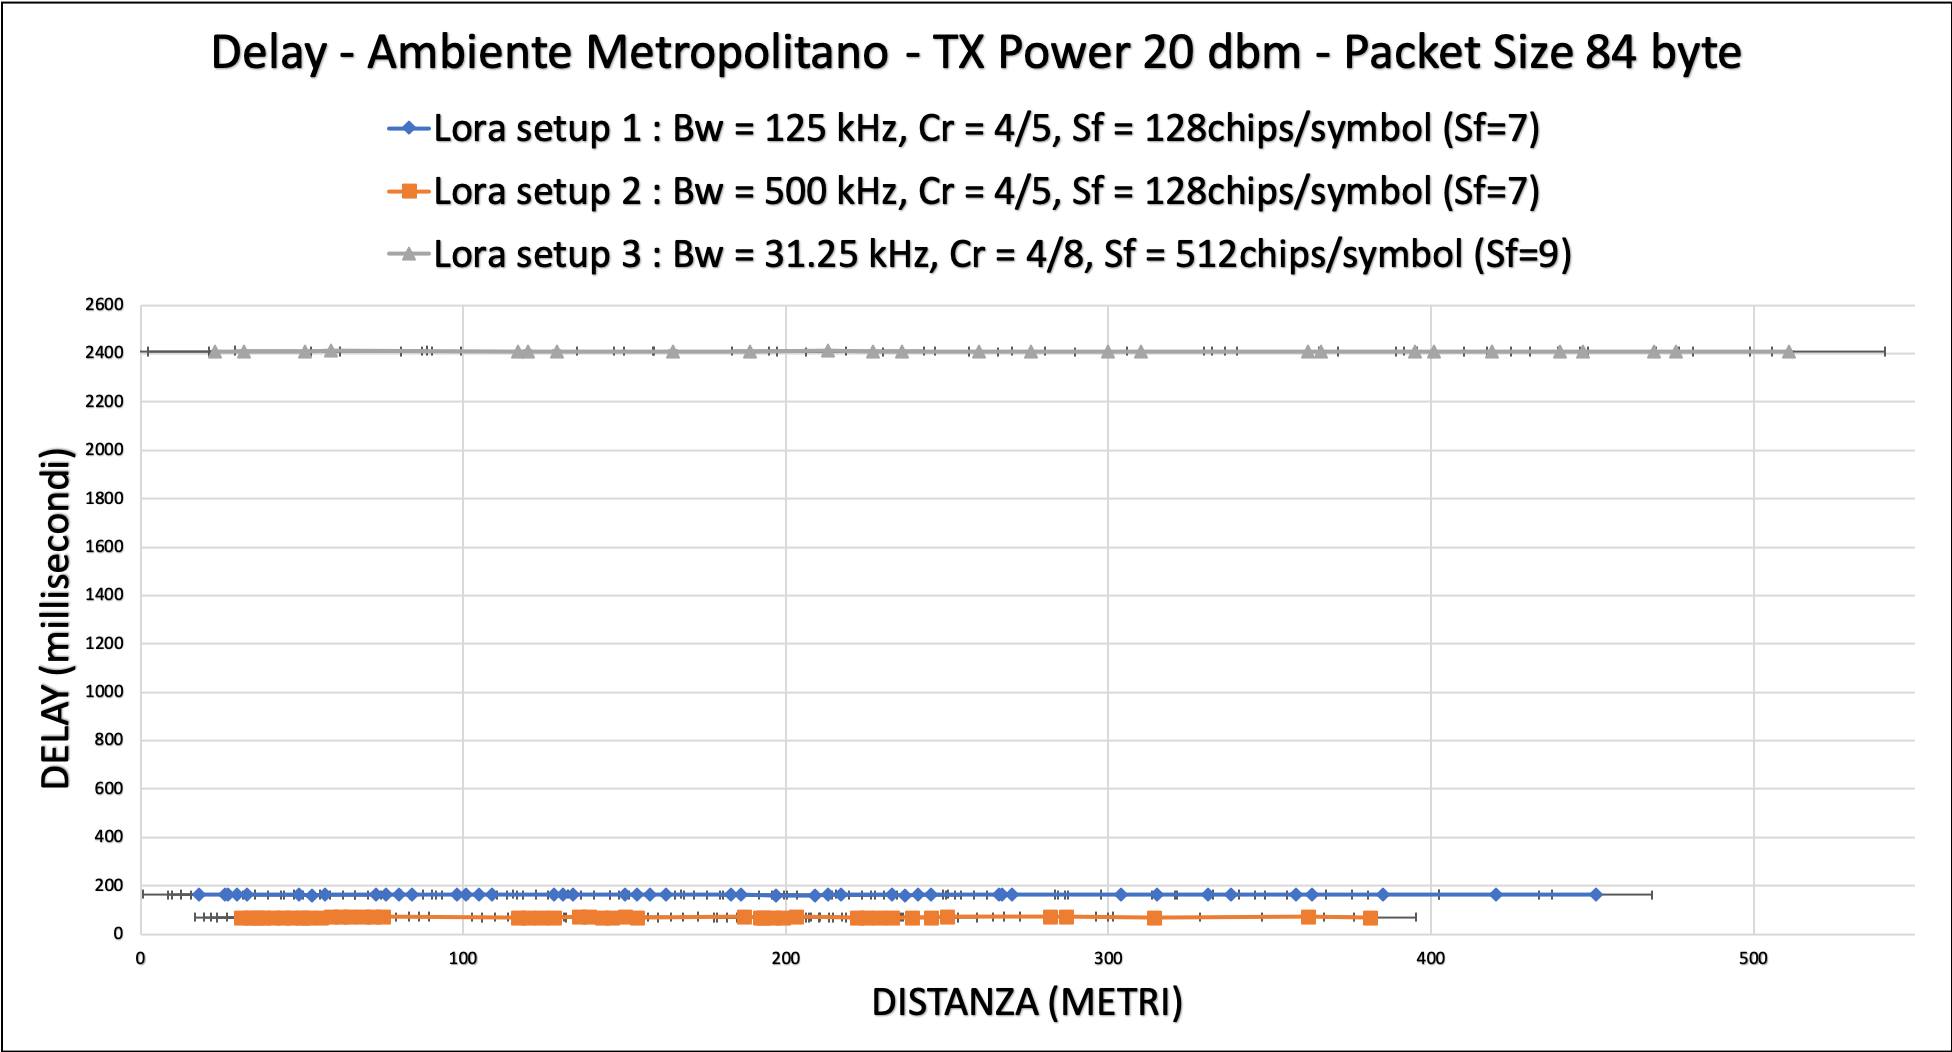 Delay - Ambiente Metropolitano - TX Power 20 dbm - Packet Size 84 byte
Lora setup 1 : Bw = 125 kHz, Cr = 4/5, Sf = 128chips/symbol (Sf=7)
Lora setup 2 : Bw = 500 kHz, Cr = 4/5, Sf = 128chips/symbol (Sf=7)
Lora setup 3 : Bw = 31.25 kHz, Cr = 4/8, Sf = 512chips/symbol (Sf=9)
DELAY (millisecondi)
2600
2400
2200
2000
1800
1600
1400
1200
1000
800
600
400
200
0
0 100 200 300 400 500
DISTANZA (METRI)